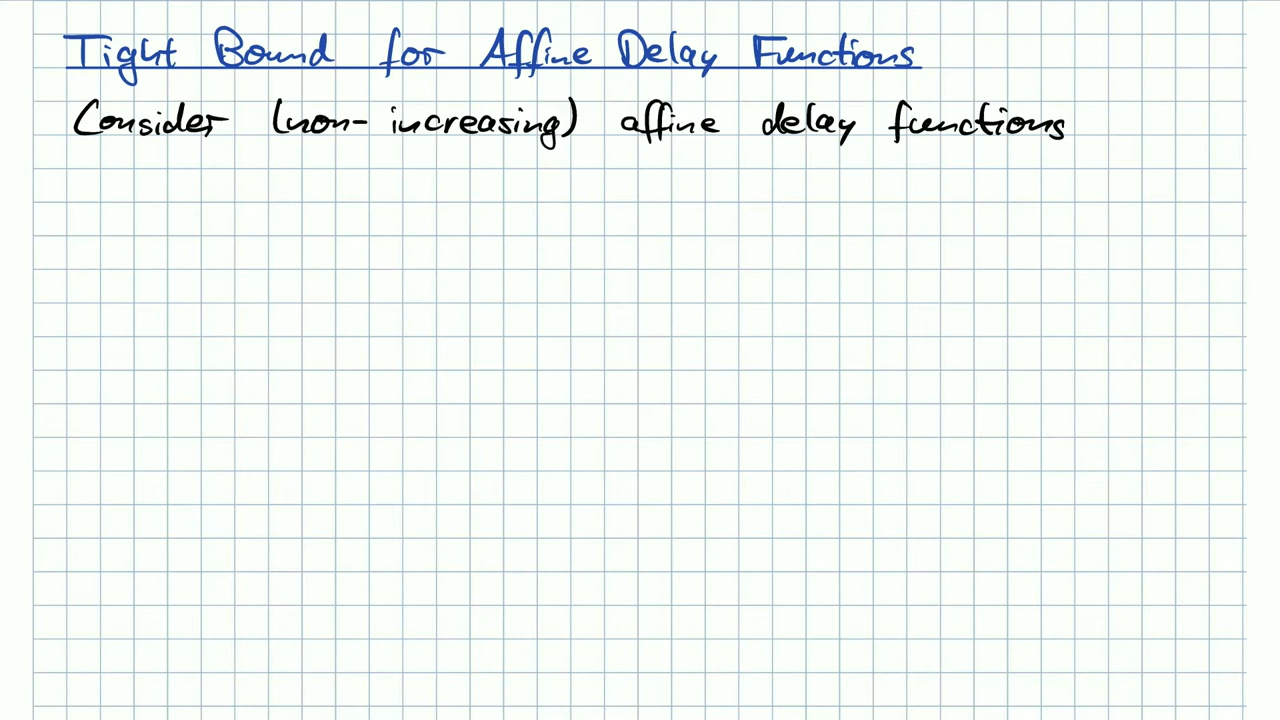 Tight Bound for Affine Delay Functions
Consider (non-increasing) affine delay functions